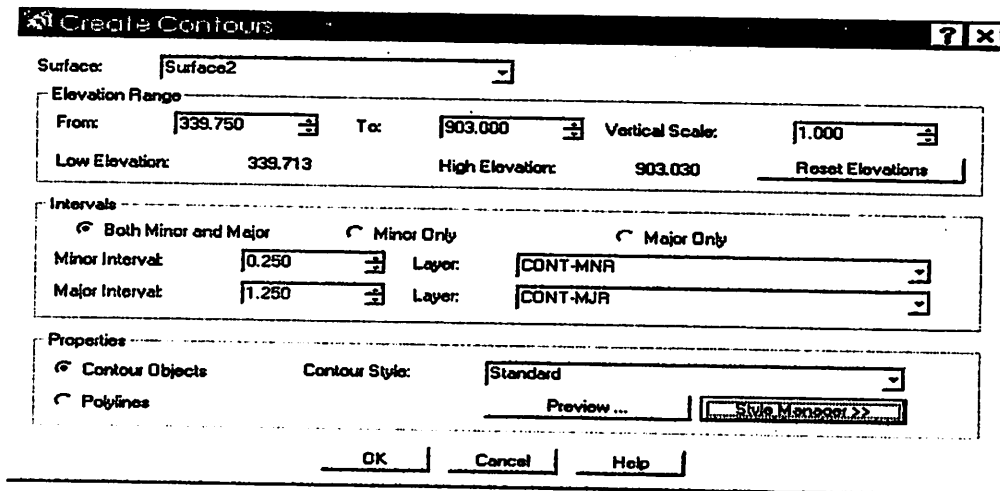 Create Contours
Surface: Surface2
Elevation Range
From: 339.750 To: 903.000 Vertical Scale: 1.000
Low Elevation: 339.713 High Elevation: 903.030 Reset Elevations
Intervals
Both Minor and Major Minor Only Major Only
Minor Interval: 0.250 Layer: CONT-MNR
Major Interval: 1.250 Layer: CONT-MJR
Properties
Contour Objects Contour Style: Standard
Polylines Preview ... Style Manager >>
OK Cancel Help